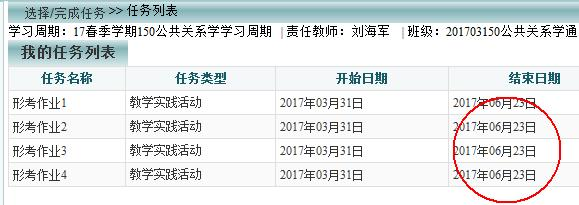 选择/完成任务 >> 任务列表
学习周期：17春季学期150公共关系学学习周期 | 责任教师：刘海军 | 班级：201703150公共关系学通
我的任务列表
任务名称 任务类型 开始日期 结束日期
形考作业1 教学实践活动 2017年03月31日 2017年06月23日
形考作业2 教学实践活动 2017年03月31日 2017年06月23日
形考作业3 教学实践活动 2017年03月31日 2017年06月23日
形考作业4 教学实践活动 2017年03月31日 2017年06月23日